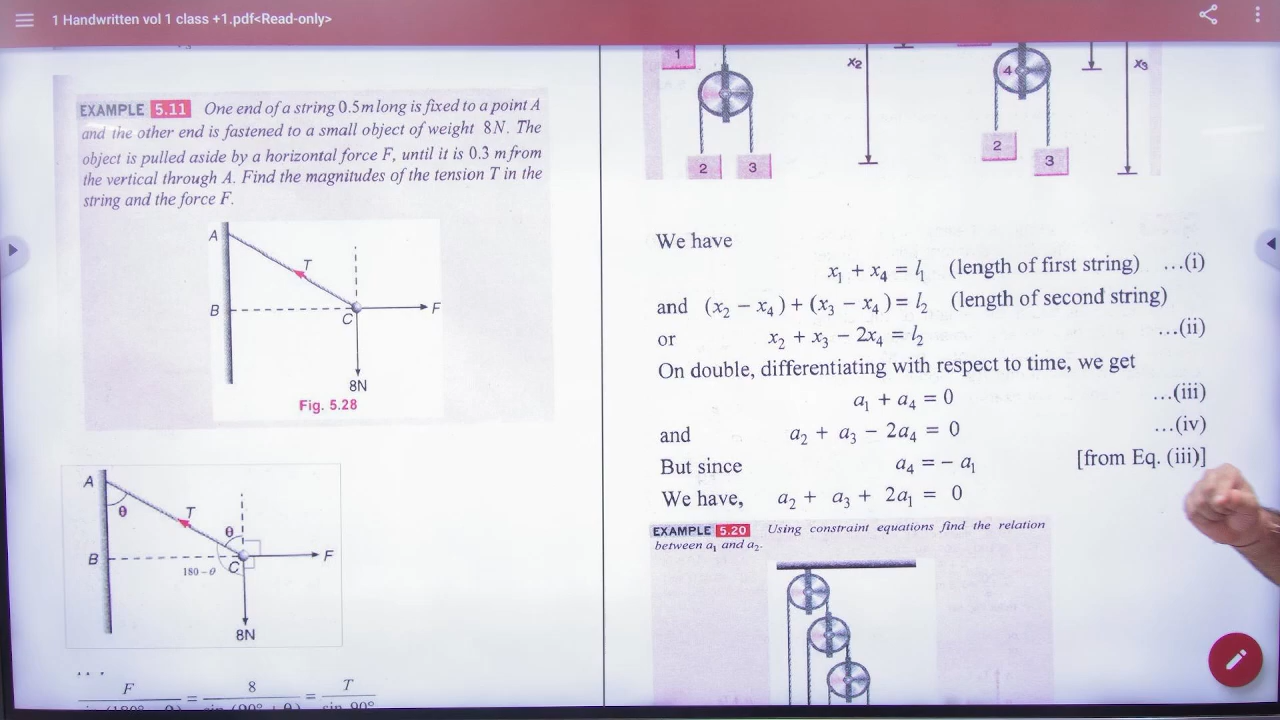 1 Handwritten vol 1 class +1.pdf<Read-only>
EXAMPLE 5.11 One end of a string 0.5 m long is fixed to a point A
and the other end is fastened to a small object of weight 8N. The
object is pulled aside by a horizontal force F, until it is 0.3 m from
the vertical through A. Find the magnitudes of the tension T in the
string and the force F.
A
T
B
C
F
8N
Fig. 5.28
A
θ
T
θ
B
180 – θ
C
F
8N
F = 8 = T
sin (90° + θ) sin 90°
1
2
3
x2
4
2
3
x3
We have
x₁ + x₄ = l₁ (length of first string) ...(i)
and (x₂ − x₄) + (x₃ − x₄) = l₂ (length of second string)
or x₂ + x₃ − 2x₄ = l₂ ...(ii)
On double, differentiating with respect to time, we get
a₁ + a₄ = 0 ...(iii)
and a₂ + a₃ − 2a₄ = 0 ...(iv)
But since a₄ = − a₁ [from Eq. (iii)]
We have, a₂ + a₃ + 2a₁ = 0
EXAMPLE 5.20 Using constraint equations find the relation
between a₁ and a₂.